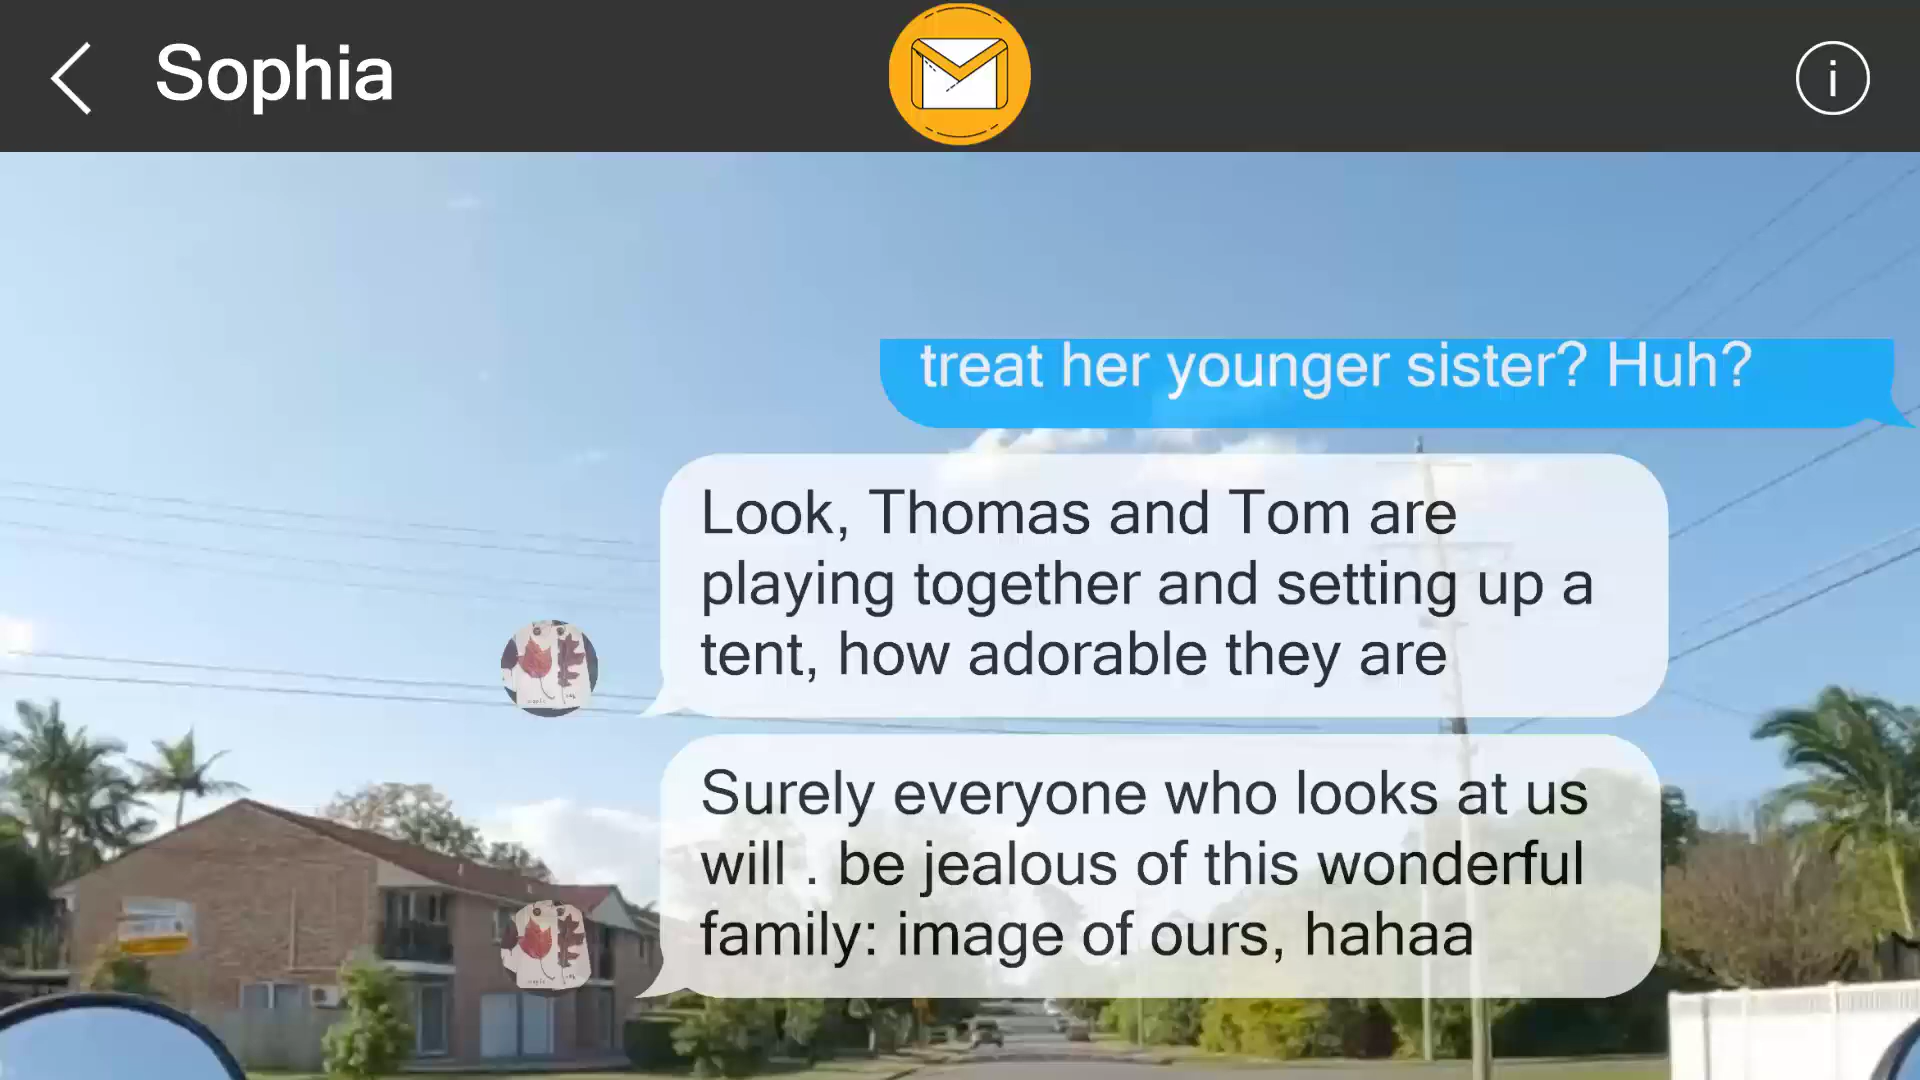 Sophia
treat her younger sister? Huh?
Look, Thomas and Tom are
playing together and setting up a
tent, how adorable they are
Surely everyone who looks at us
will . be jealous of this wonderful
family: image of ours, hahaa